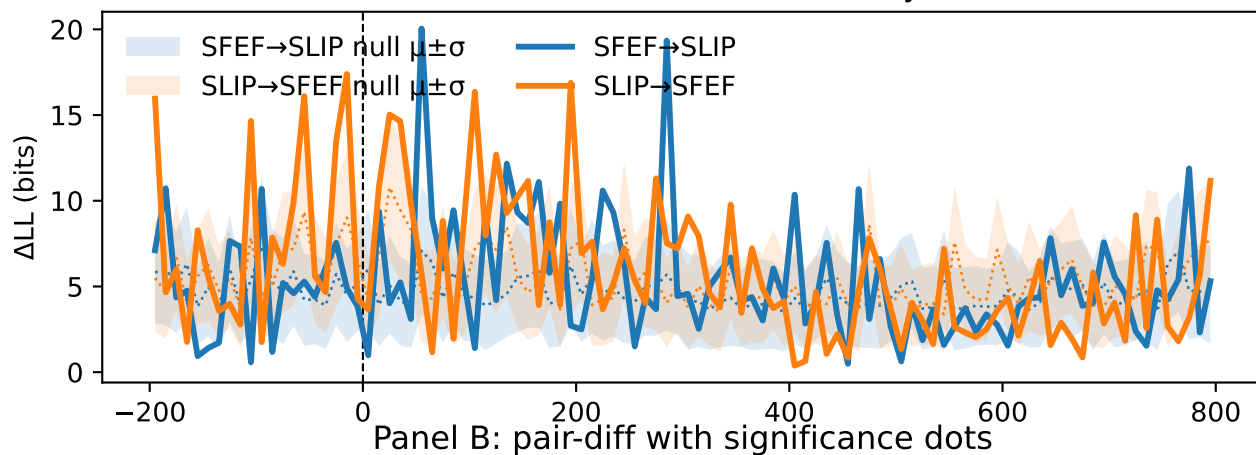 20
15
10
5
0
ΔLL (bits)
SFEF→SLIP null μ±σ
SLIP→SFEF null μ±σ
SFEF→SLIP
SLIP→SFEF
−200 0 200 400 600 800
Panel B: pair-diff with significance dots